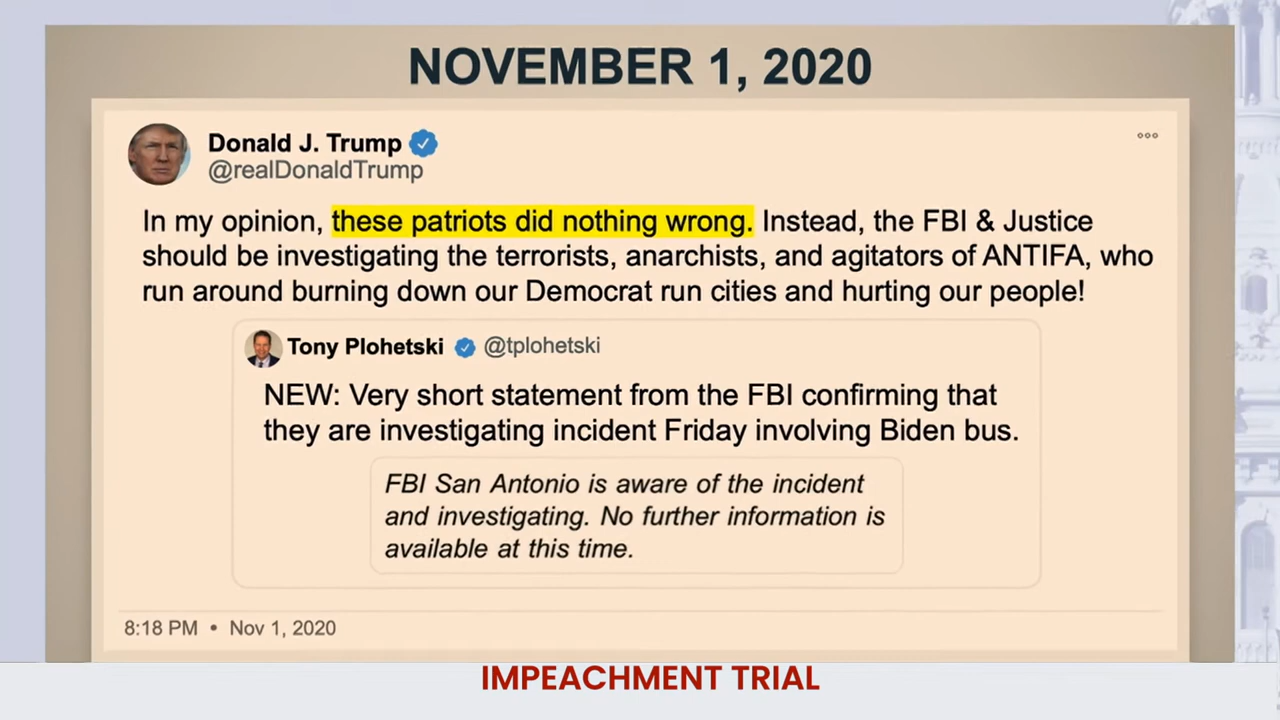 NOVEMBER 1, 2020
Donald J. Trump
@realDonaldTrump
In my opinion, these patriots did nothing wrong. Instead, the FBI & Justice
should be investigating the terrorists, anarchists, and agitators of ANTIFA, who
run around burning down our Democrat run cities and hurting our people!
Tony Plohetski @tplohetski
NEW: Very short statement from the FBI confirming that
they are investigating incident Friday involving Biden bus.
FBI San Antonio is aware of the incident
and investigating. No further information is
available at this time.
8:18 PM • Nov 1, 2020
IMPEACHMENT TRIAL